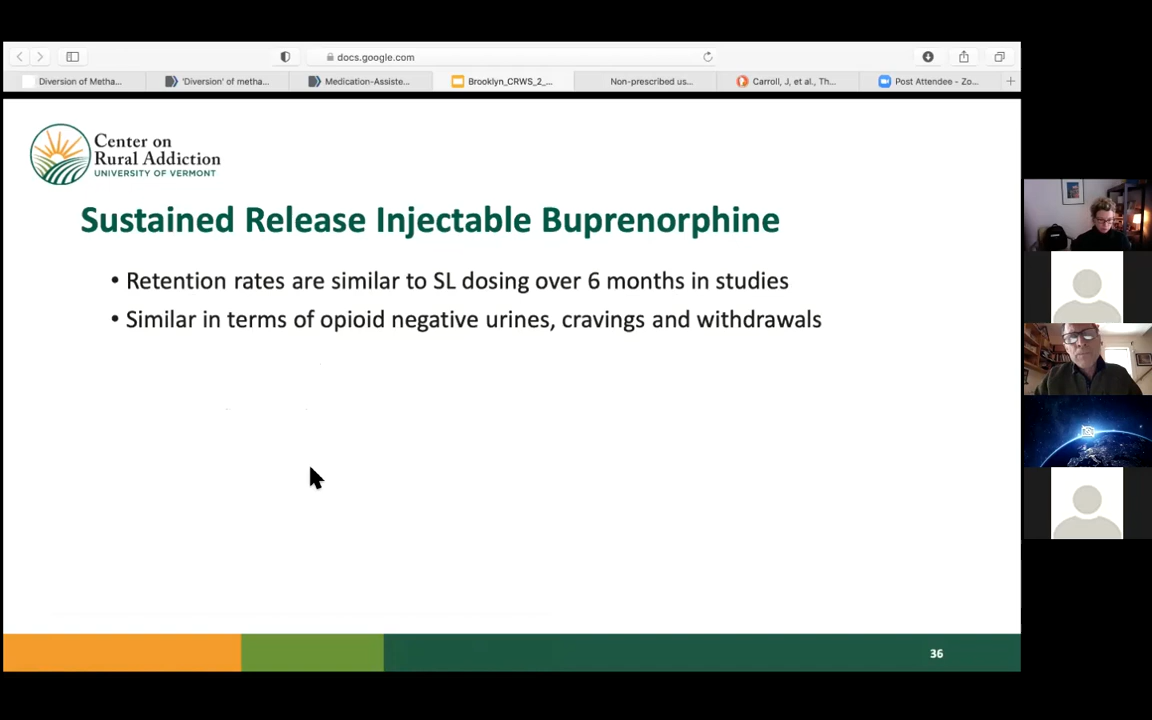 docs.google.com
Diversion of Metha...
'Diversion' of metha...
Medication-Assiste...
Brooklyn_CRWS_2_...
Non-prescribed us...
Carroll, J, et al., Th...
Post Attendee - Zo...
Center on
Rural Addiction
UNIVERSITY OF VERMONT
Sustained Release Injectable Buprenorphine
• Retention rates are similar to SL dosing over 6 months in studies
• Similar in terms of opioid negative urines, cravings and withdrawals
36